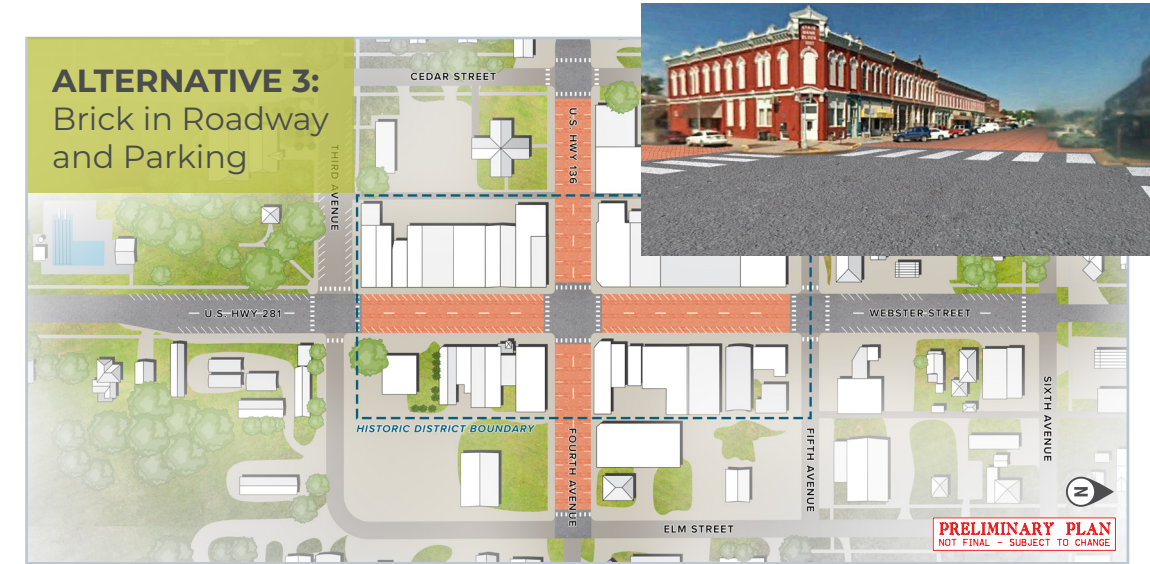 ALTERNATIVE 3:
Brick in Roadway
and Parking
CEDAR STREET
U.S. HWY 136
THIRD AVENUE
U.S. HWY 281
WEBSTER STREET
HISTORIC DISTRICT BOUNDARY
FOURTH AVENUE
FIFTH AVENUE
SIXTH AVENUE
ELM STREET
N
PRELIMINARY PLAN
NOT FINAL - SUBJECT TO CHANGE